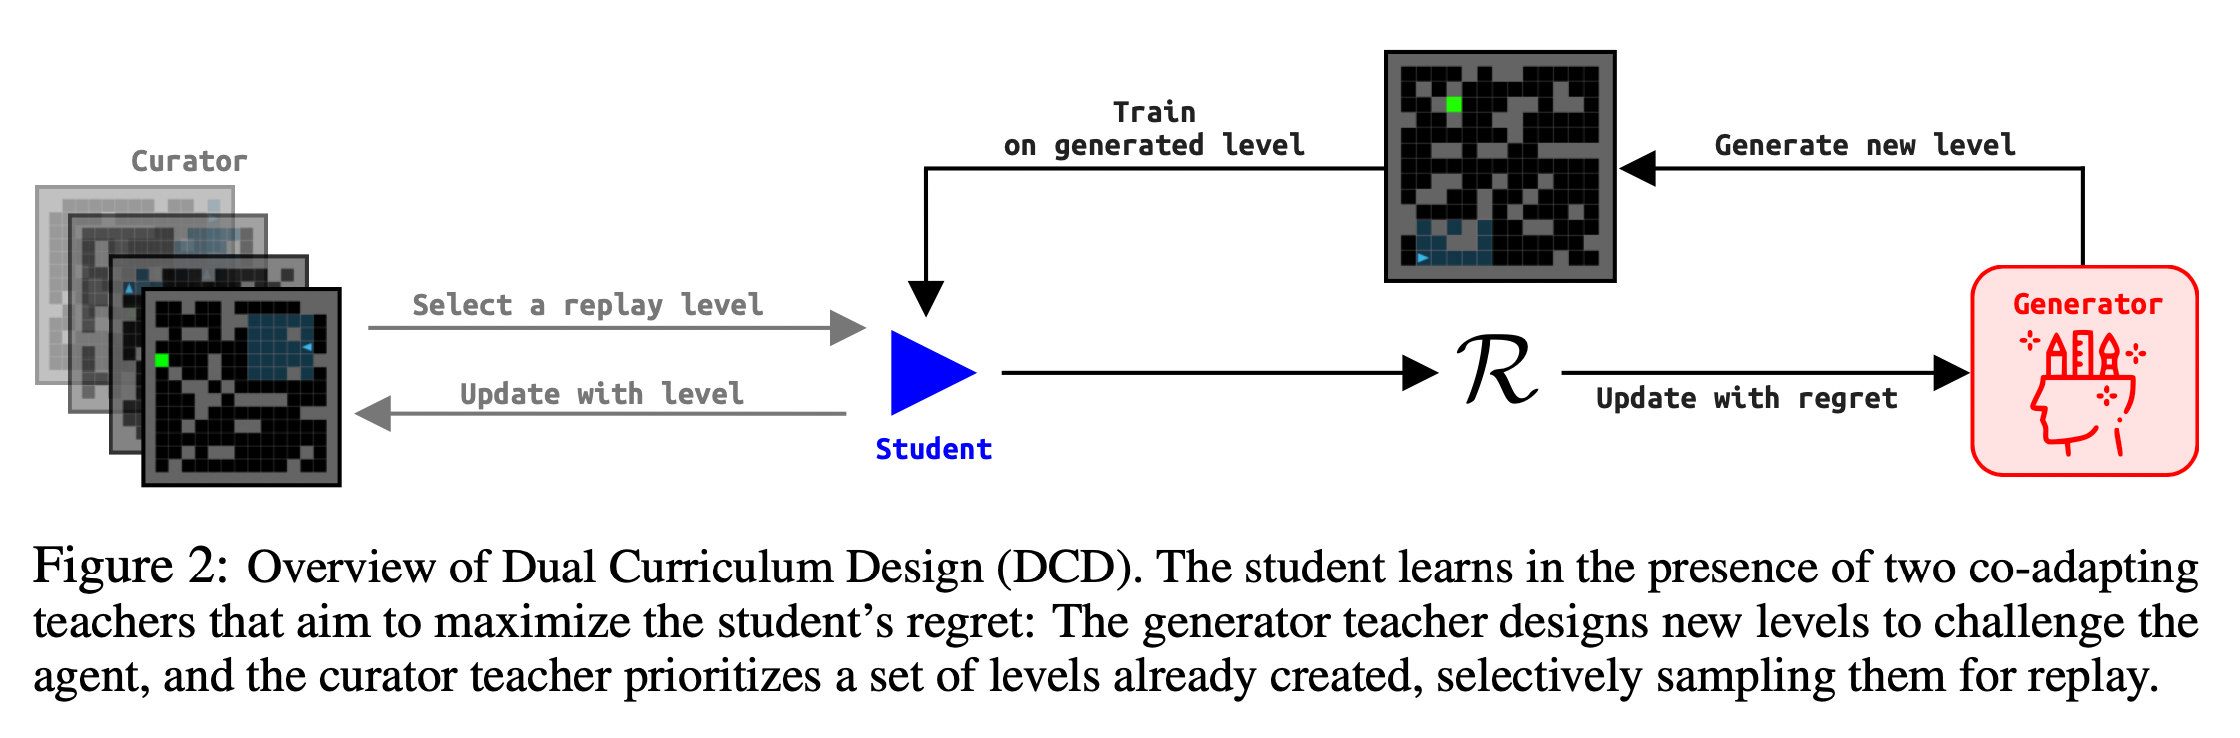 Curator
Train
on generated level
Generate new level
Select a replay level
Update with level
Student
ℛ
Update with regret
Generator
Figure 2: Overview of Dual Curriculum Design (DCD). The student learns in the presence of two co-adapting
teachers that aim to maximize the student’s regret: The generator teacher designs new levels to challenge the
agent, and the curator teacher prioritizes a set of levels already created, selectively sampling them for replay.